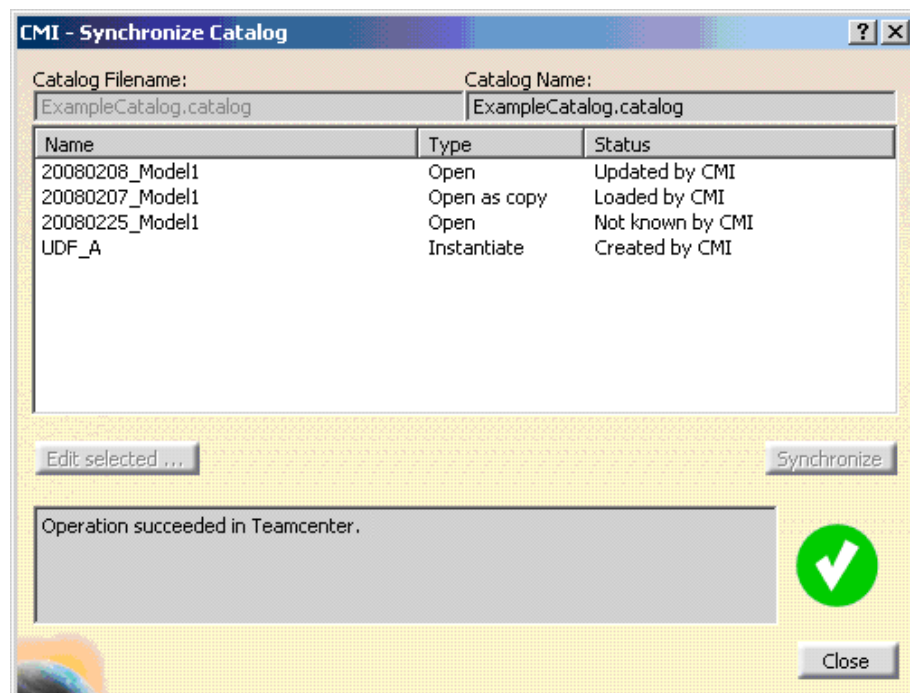 CMI - Synchronize Catalog
Catalog Filename: Catalog Name:
ExampleCatalog.catalog ExampleCatalog.catalog
Name Type Status
20080208_Model1 Open Updated by CMI
20080207_Model1 Open as copy Loaded by CMI
20080225_Model1 Open Not known by CMI
UDF_A Instantiate Created by CMI
Edit selected ... Synchronize
Operation succeeded in Teamcenter.
Close